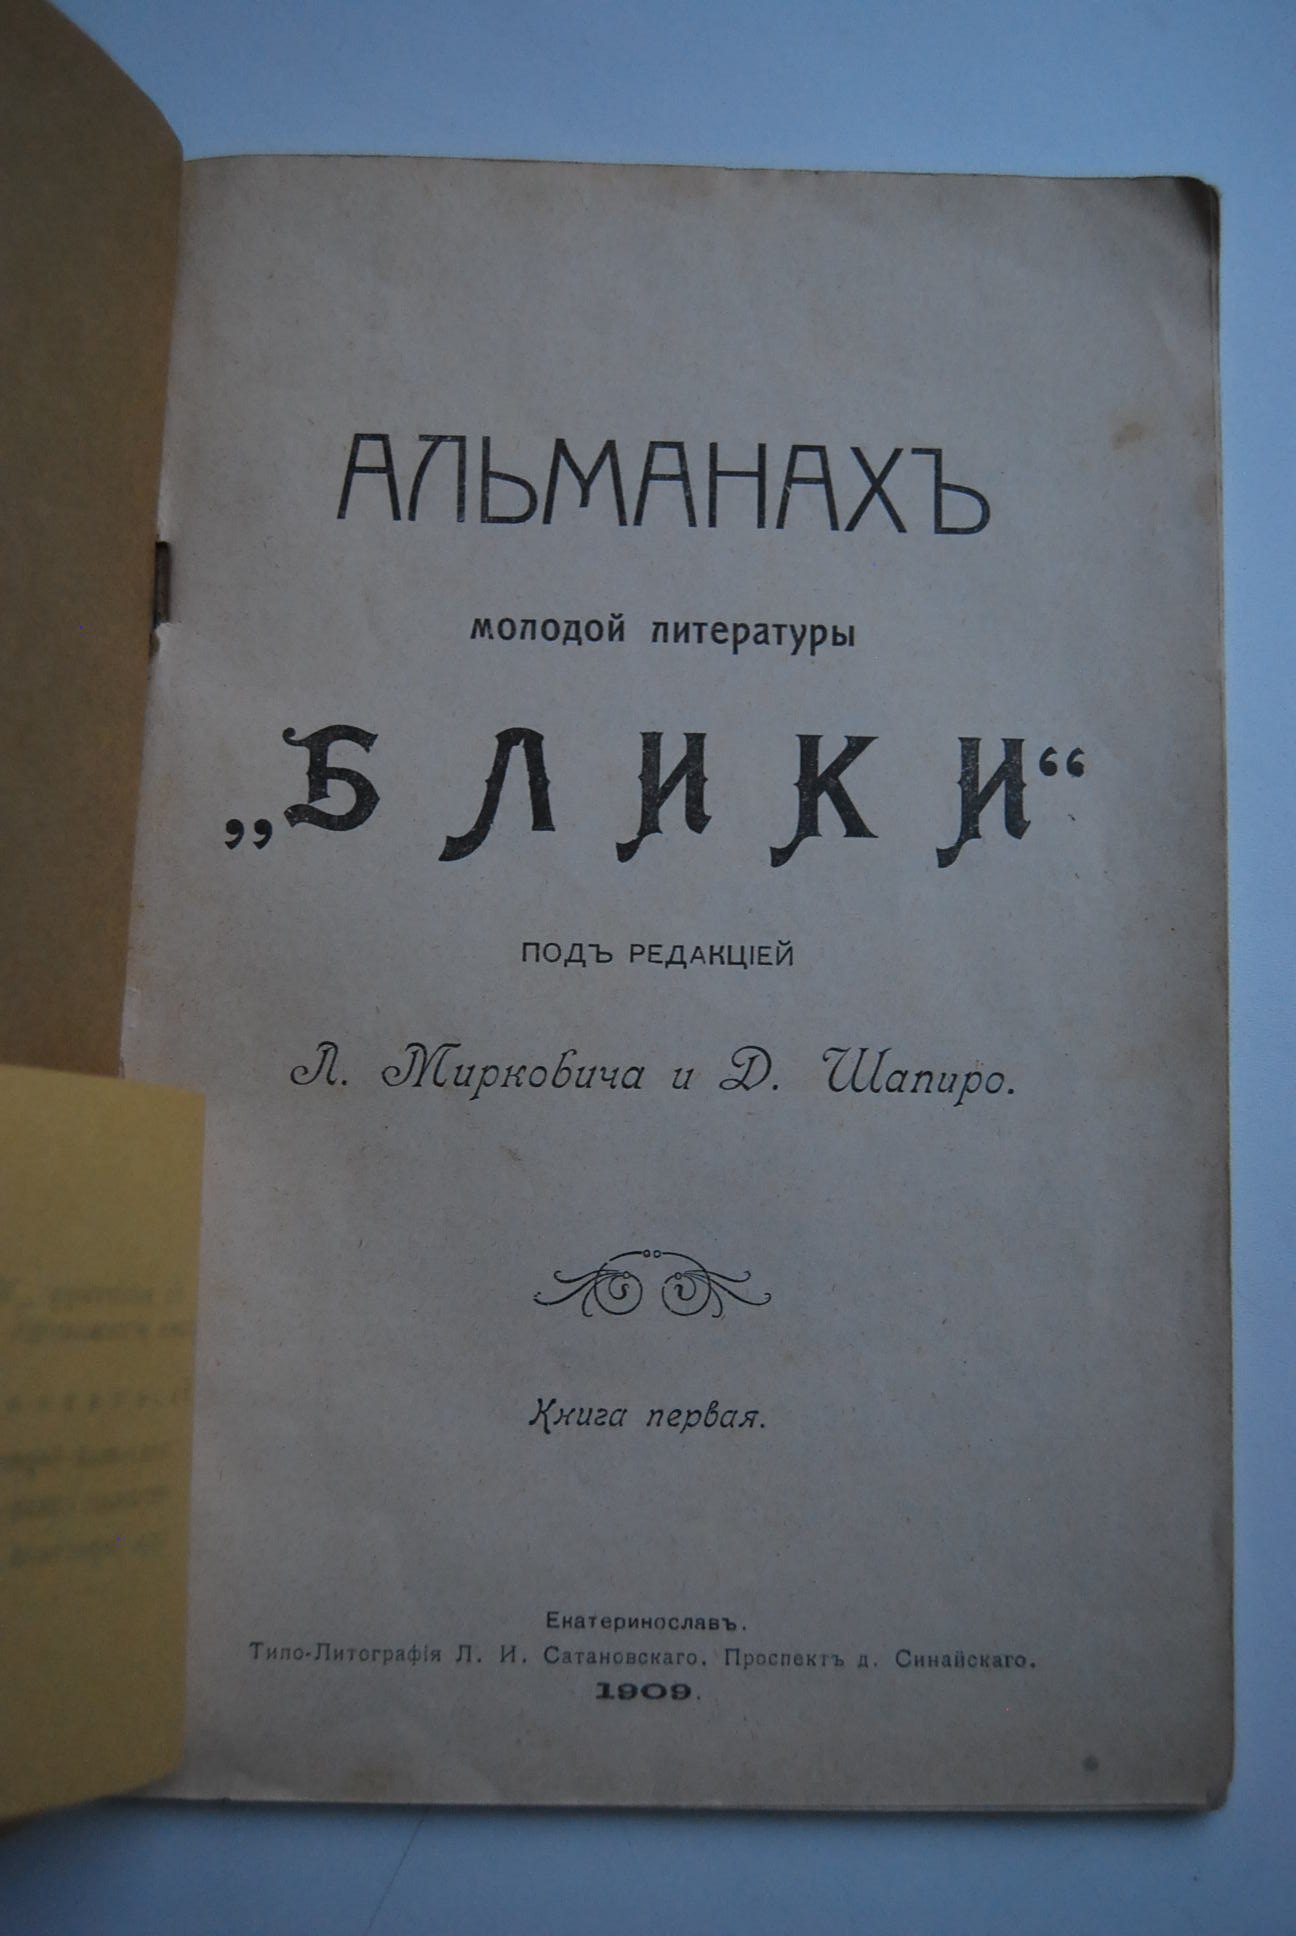 АЛЬМАНАХЪ
молодой литературы
„БЛИКИ“
ПОДЪ РЕДАКЦІЕЙ
Л. Мирковича и Д. Шапиро.
Книга первая.
Екатеринославъ.
Типо-Литографія Л. И. Сатановскаго. Проспектъ д. Синайскаго.
1909.